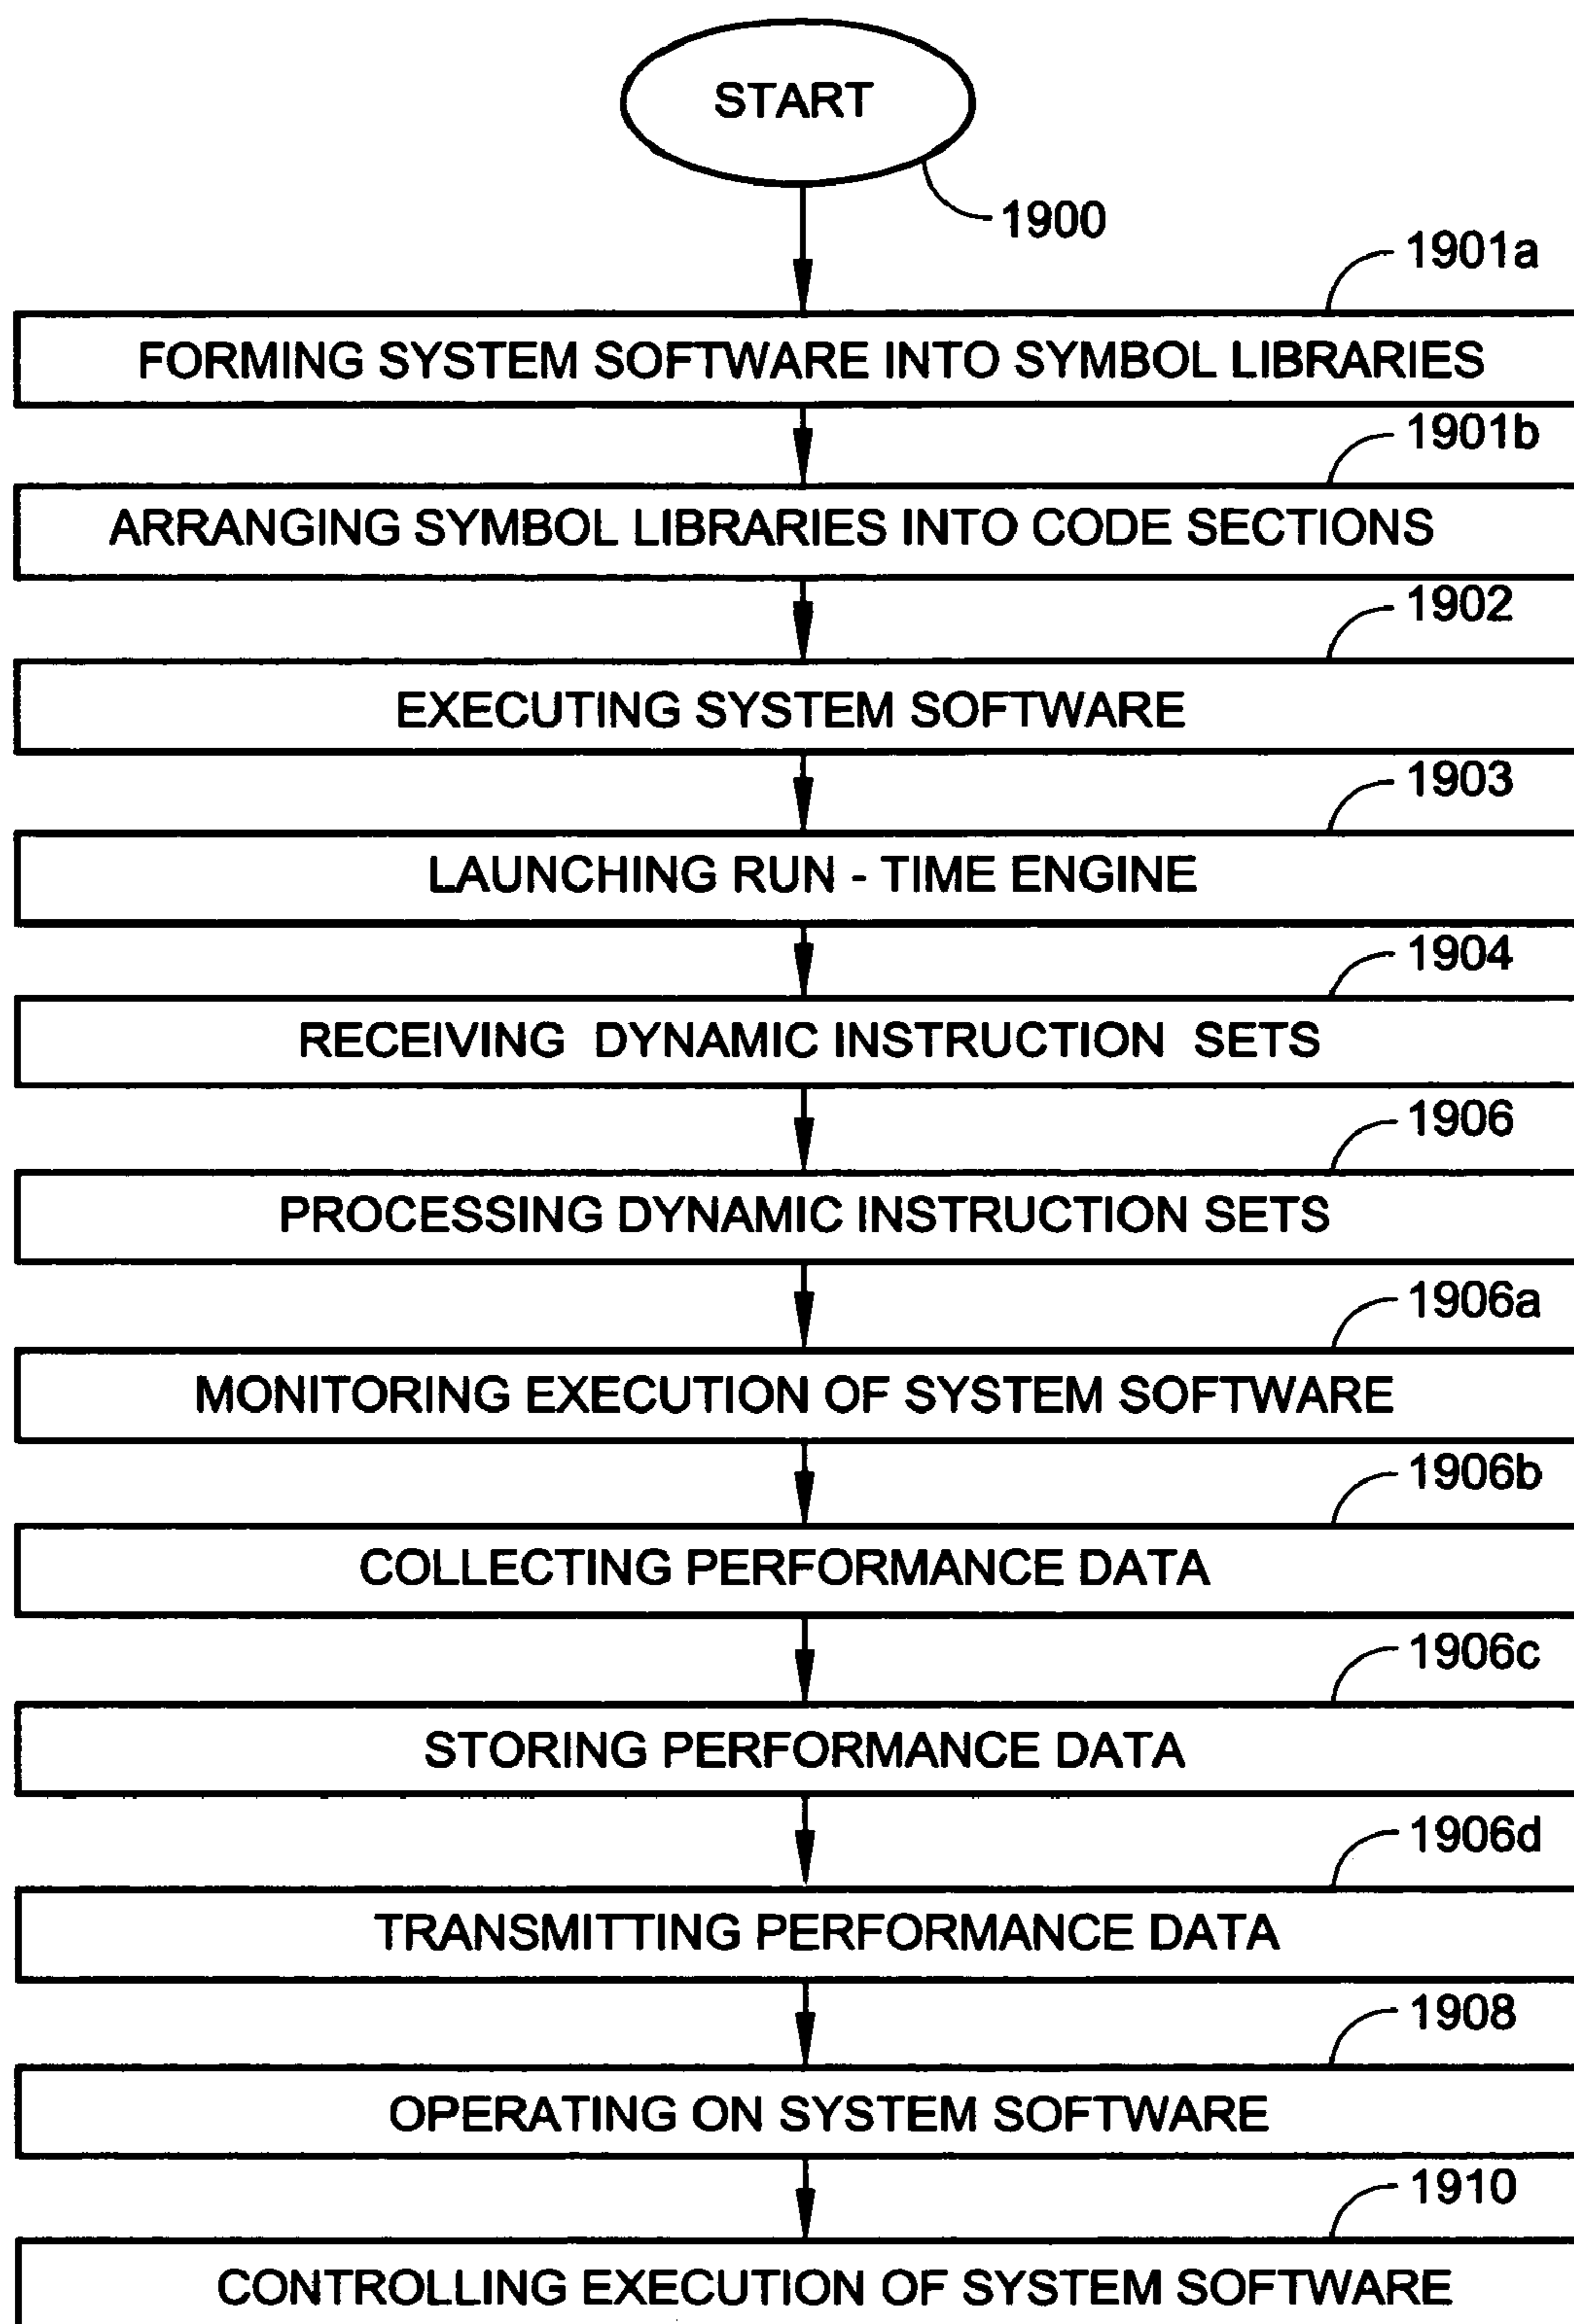 START
1900
1901a
FORMING SYSTEM SOFTWARE INTO SYMBOL LIBRARIES
1901b
ARRANGING SYMBOL LIBRARIES INTO CODE SECTIONS
1902
EXECUTING SYSTEM SOFTWARE
1903
LAUNCHING RUN - TIME ENGINE
1904
RECEIVING DYNAMIC INSTRUCTION SETS
1906
PROCESSING DYNAMIC INSTRUCTION SETS
1906a
MONITORING EXECUTION OF SYSTEM SOFTWARE
1906b
COLLECTING PERFORMANCE DATA
1906c
STORING PERFORMANCE DATA
1906d
TRANSMITTING PERFORMANCE DATA
1908
OPERATING ON SYSTEM SOFTWARE
1910
CONTROLLING EXECUTION OF SYSTEM SOFTWARE